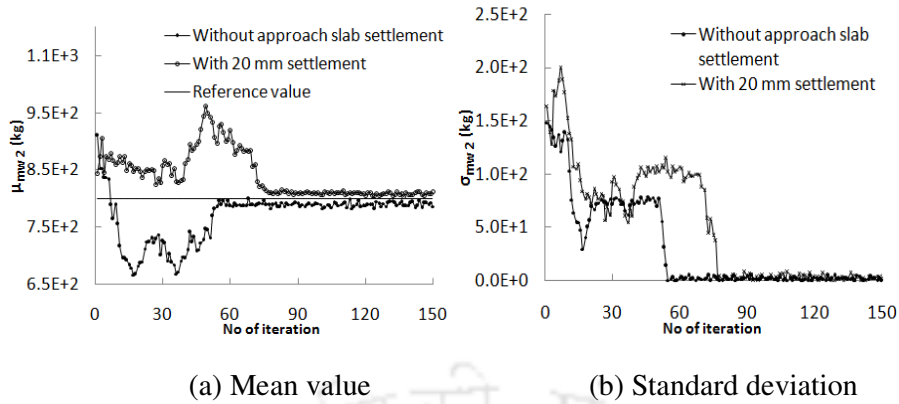 Without approach slab settlement
With 20 mm settlement
Reference value
1.1E+3
9.5E+2
8.5E+2
7.5E+2
6.5E+2
μmw 2 (kg)
0 30 60 90 120 150
No of iteration
(a) Mean value
Without approach slab
settlement
With 20 mm settlement
2.5E+2
2.0E+2
1.5E+2
1.0E+2
5.0E+1
0.0E+0
σmw 2 (kg)
0 30 60 90 120 150
No of iteration
(b) Standard deviation